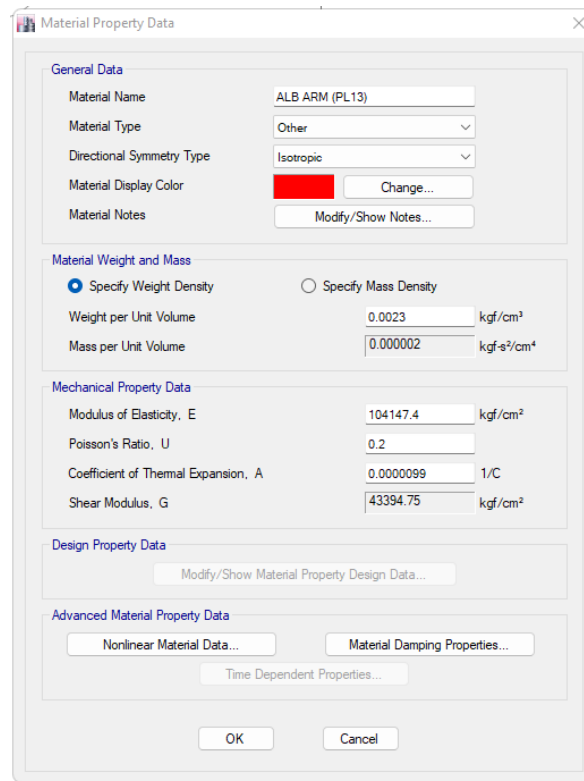 Material Property Data
General Data
Material Name ALB ARM (PL13)
Material Type Other
Directional Symmetry Type Isotropic
Material Display Color Change...
Material Notes Modify/Show Notes...
Material Weight and Mass
Specify Weight Density Specify Mass Density
Weight per Unit Volume 0.0023 kgf/cm³
Mass per Unit Volume 0.000002 kgf-s²/cm⁴
Mechanical Property Data
Modulus of Elasticity, E 104147.4 kgf/cm²
Poisson's Ratio, U 0.2
Coefficient of Thermal Expansion, A 0.0000099 1/C
Shear Modulus, G 43394.75 kgf/cm²
Design Property Data
Modify/Show Material Property Design Data...
Advanced Material Property Data
Nonlinear Material Data... Material Damping Properties...
Time Dependent Properties...
OK Cancel